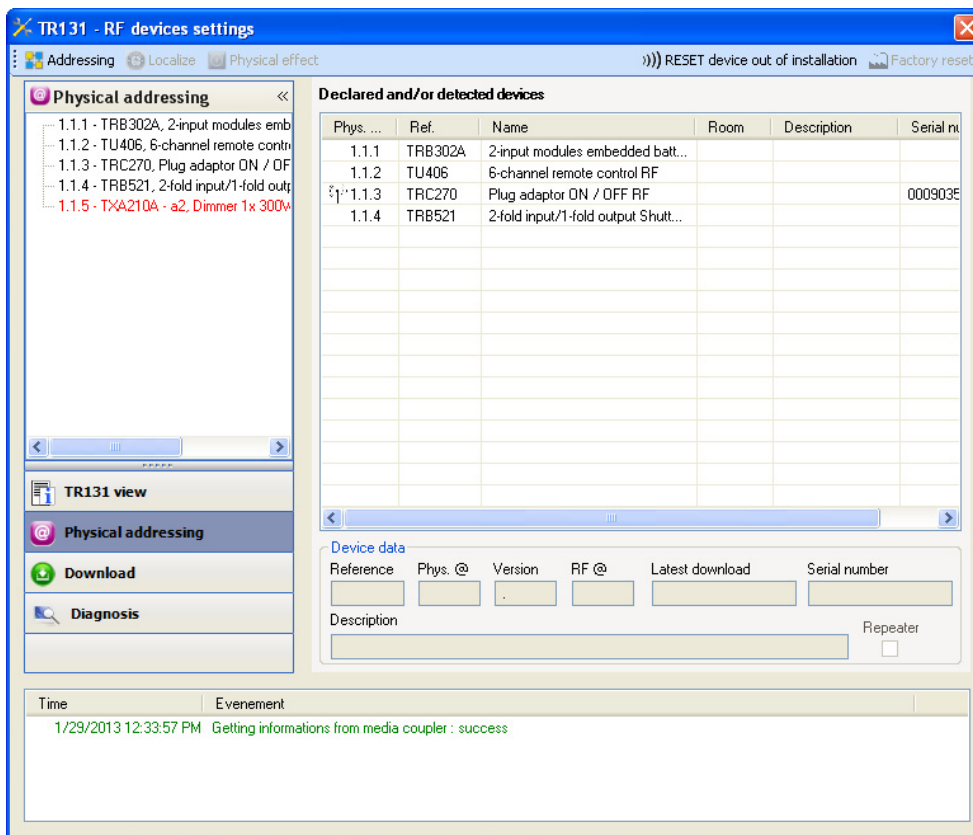 TR131 - RF devices settings
Addressing Localize Physical effect RESET device out of installation Factory reset
Physical addressing
1.1.1 - TRB302A, 2-input modules emb
1.1.2 - TU406, 6-channel remote contr
1.1.3 - TRC270, Plug adaptor ON / OF
1.1.4 - TRB521, 2-fold input/1-fold outp
1.1.5 - TXA210A - a2, Dimmer 1x 300W
TR131 view
Physical addressing
Download
Diagnosis
Declared and/or detected devices
Phys. ... Ref. Name Room Description Serial nu
1.1.1 TRB302A 2-input modules embedded batt...
1.1.2 TU406 6-channel remote control RF
1.1.3 TRC270 Plug adaptor ON / OFF RF 0009035
1.1.4 TRB521 2-fold input/1-fold output Shutt...
Device data
Reference Phys. @ Version RF @ Latest download Serial number
.
Description
Repeater
Time Evenement
1/29/2013 12:33:57 PM Getting informations from media coupler : success